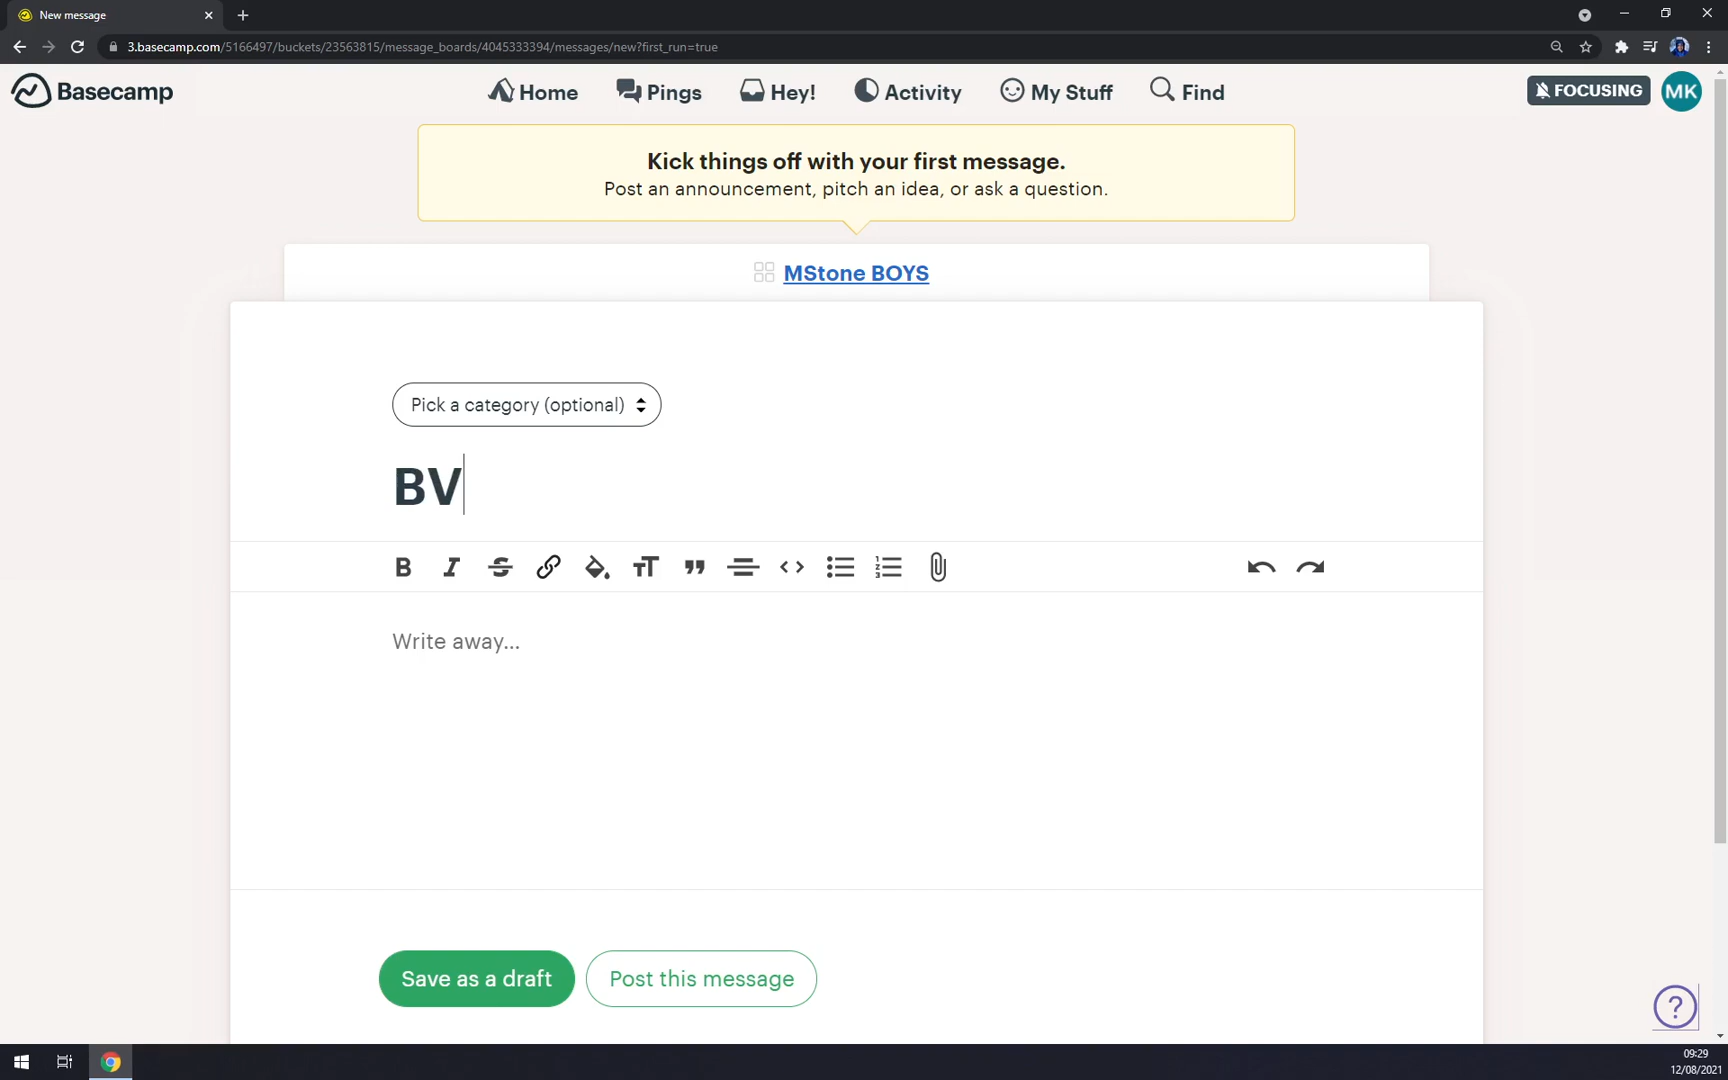 New message
3.basecamp.com/5166497/buckets/23563815/message_boards/4045333394/messages/new?first_run=true
Basecamp
Home
Pings
Hey!
Activity
My Stuff
Find
FOCUSING
MK
Kick things off with your first message.
Post an announcement, pitch an idea, or ask a question.
MStone BOYS
Pick a category (optional)
BV
Write away...
Save as a draft
Post this message
?
09:29
12/08/2021